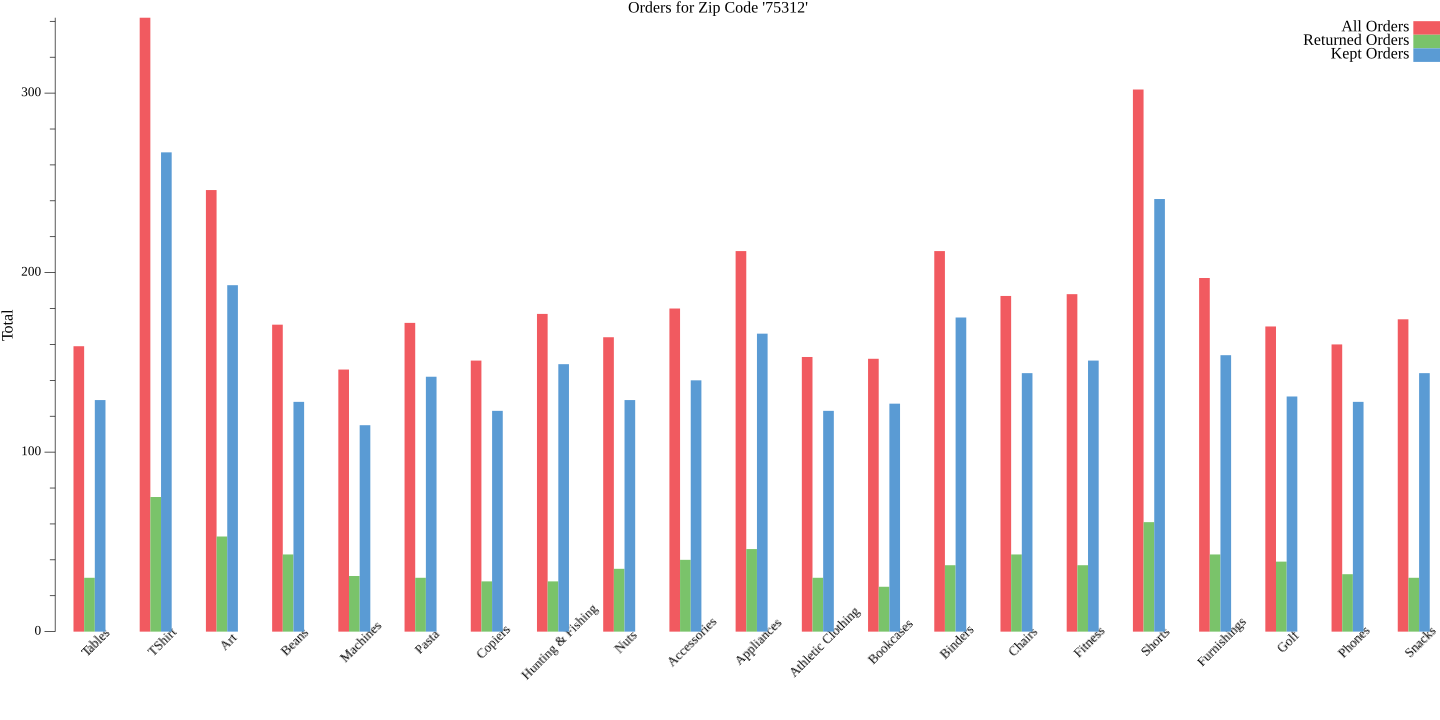 Orders for Zip Code '75312'
All Orders
Returned Orders
Kept Orders
Total
300
200
100
0
Tables
TShirt
Art
Beans
Machines
Pasta
Copiers
Hunting & Fishing
Nuts
Accessories
Appliances
Athletic Clothing
Bookcases
Binders
Chairs
Fitness
Shorts
Furnishings
Golf
Phones
Snacks